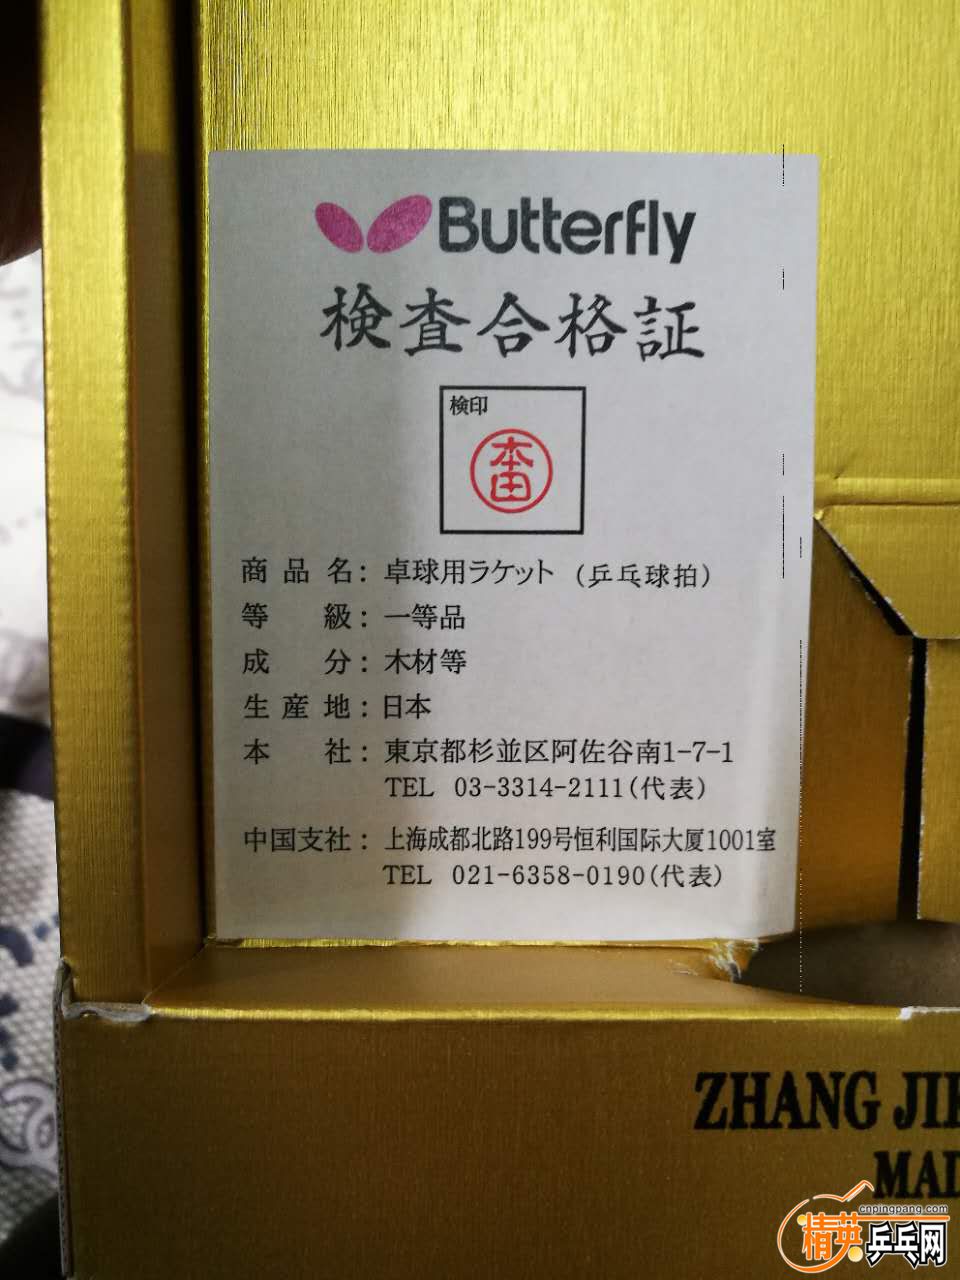 Butterfly
検査合格証
検印
本田
商品名：卓球用ラケット（乒乓球拍）
等級：一等品
成分：木材等
生産地：日本
本社：東京都杉並区阿佐谷南1-7-1
TEL 03-3314-2111(代表)
中国支社：上海成都北路199号恒利国际大厦1001室
TEL 021-6358-0190(代表)
ZHANG JI
MAD
cnpingpang.com
精英乒乓网